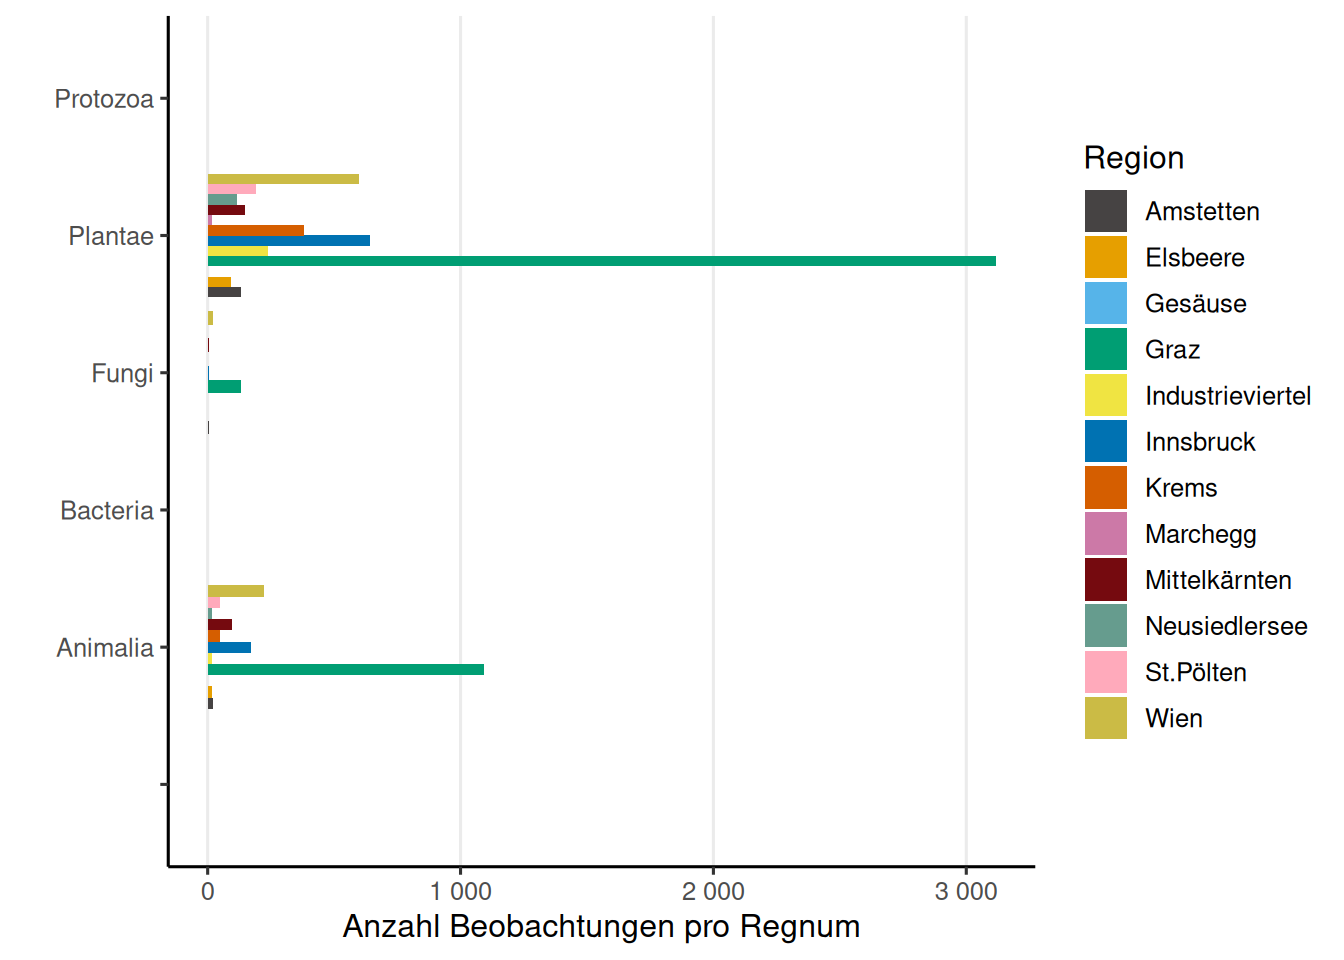 Protozoa
Plantae
Fungi
Bacteria
Animalia
0
1 000
2 000
3 000
Anzahl Beobachtungen pro Regnum
Region
Amstetten
Elsbeere
Gesäuse
Graz
Industrieviertel
Innsbruck
Krems
Marchegg
Mittelkärnten
Neusiedlersee
St.Pölten
Wien